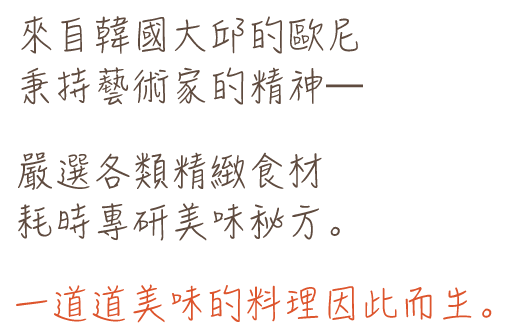 來自韓國大邱的歐尼
秉持藝術家的精神—
嚴選各類精緻食材
耗時專研美味秘方。
一道道美味的料理因此而生。